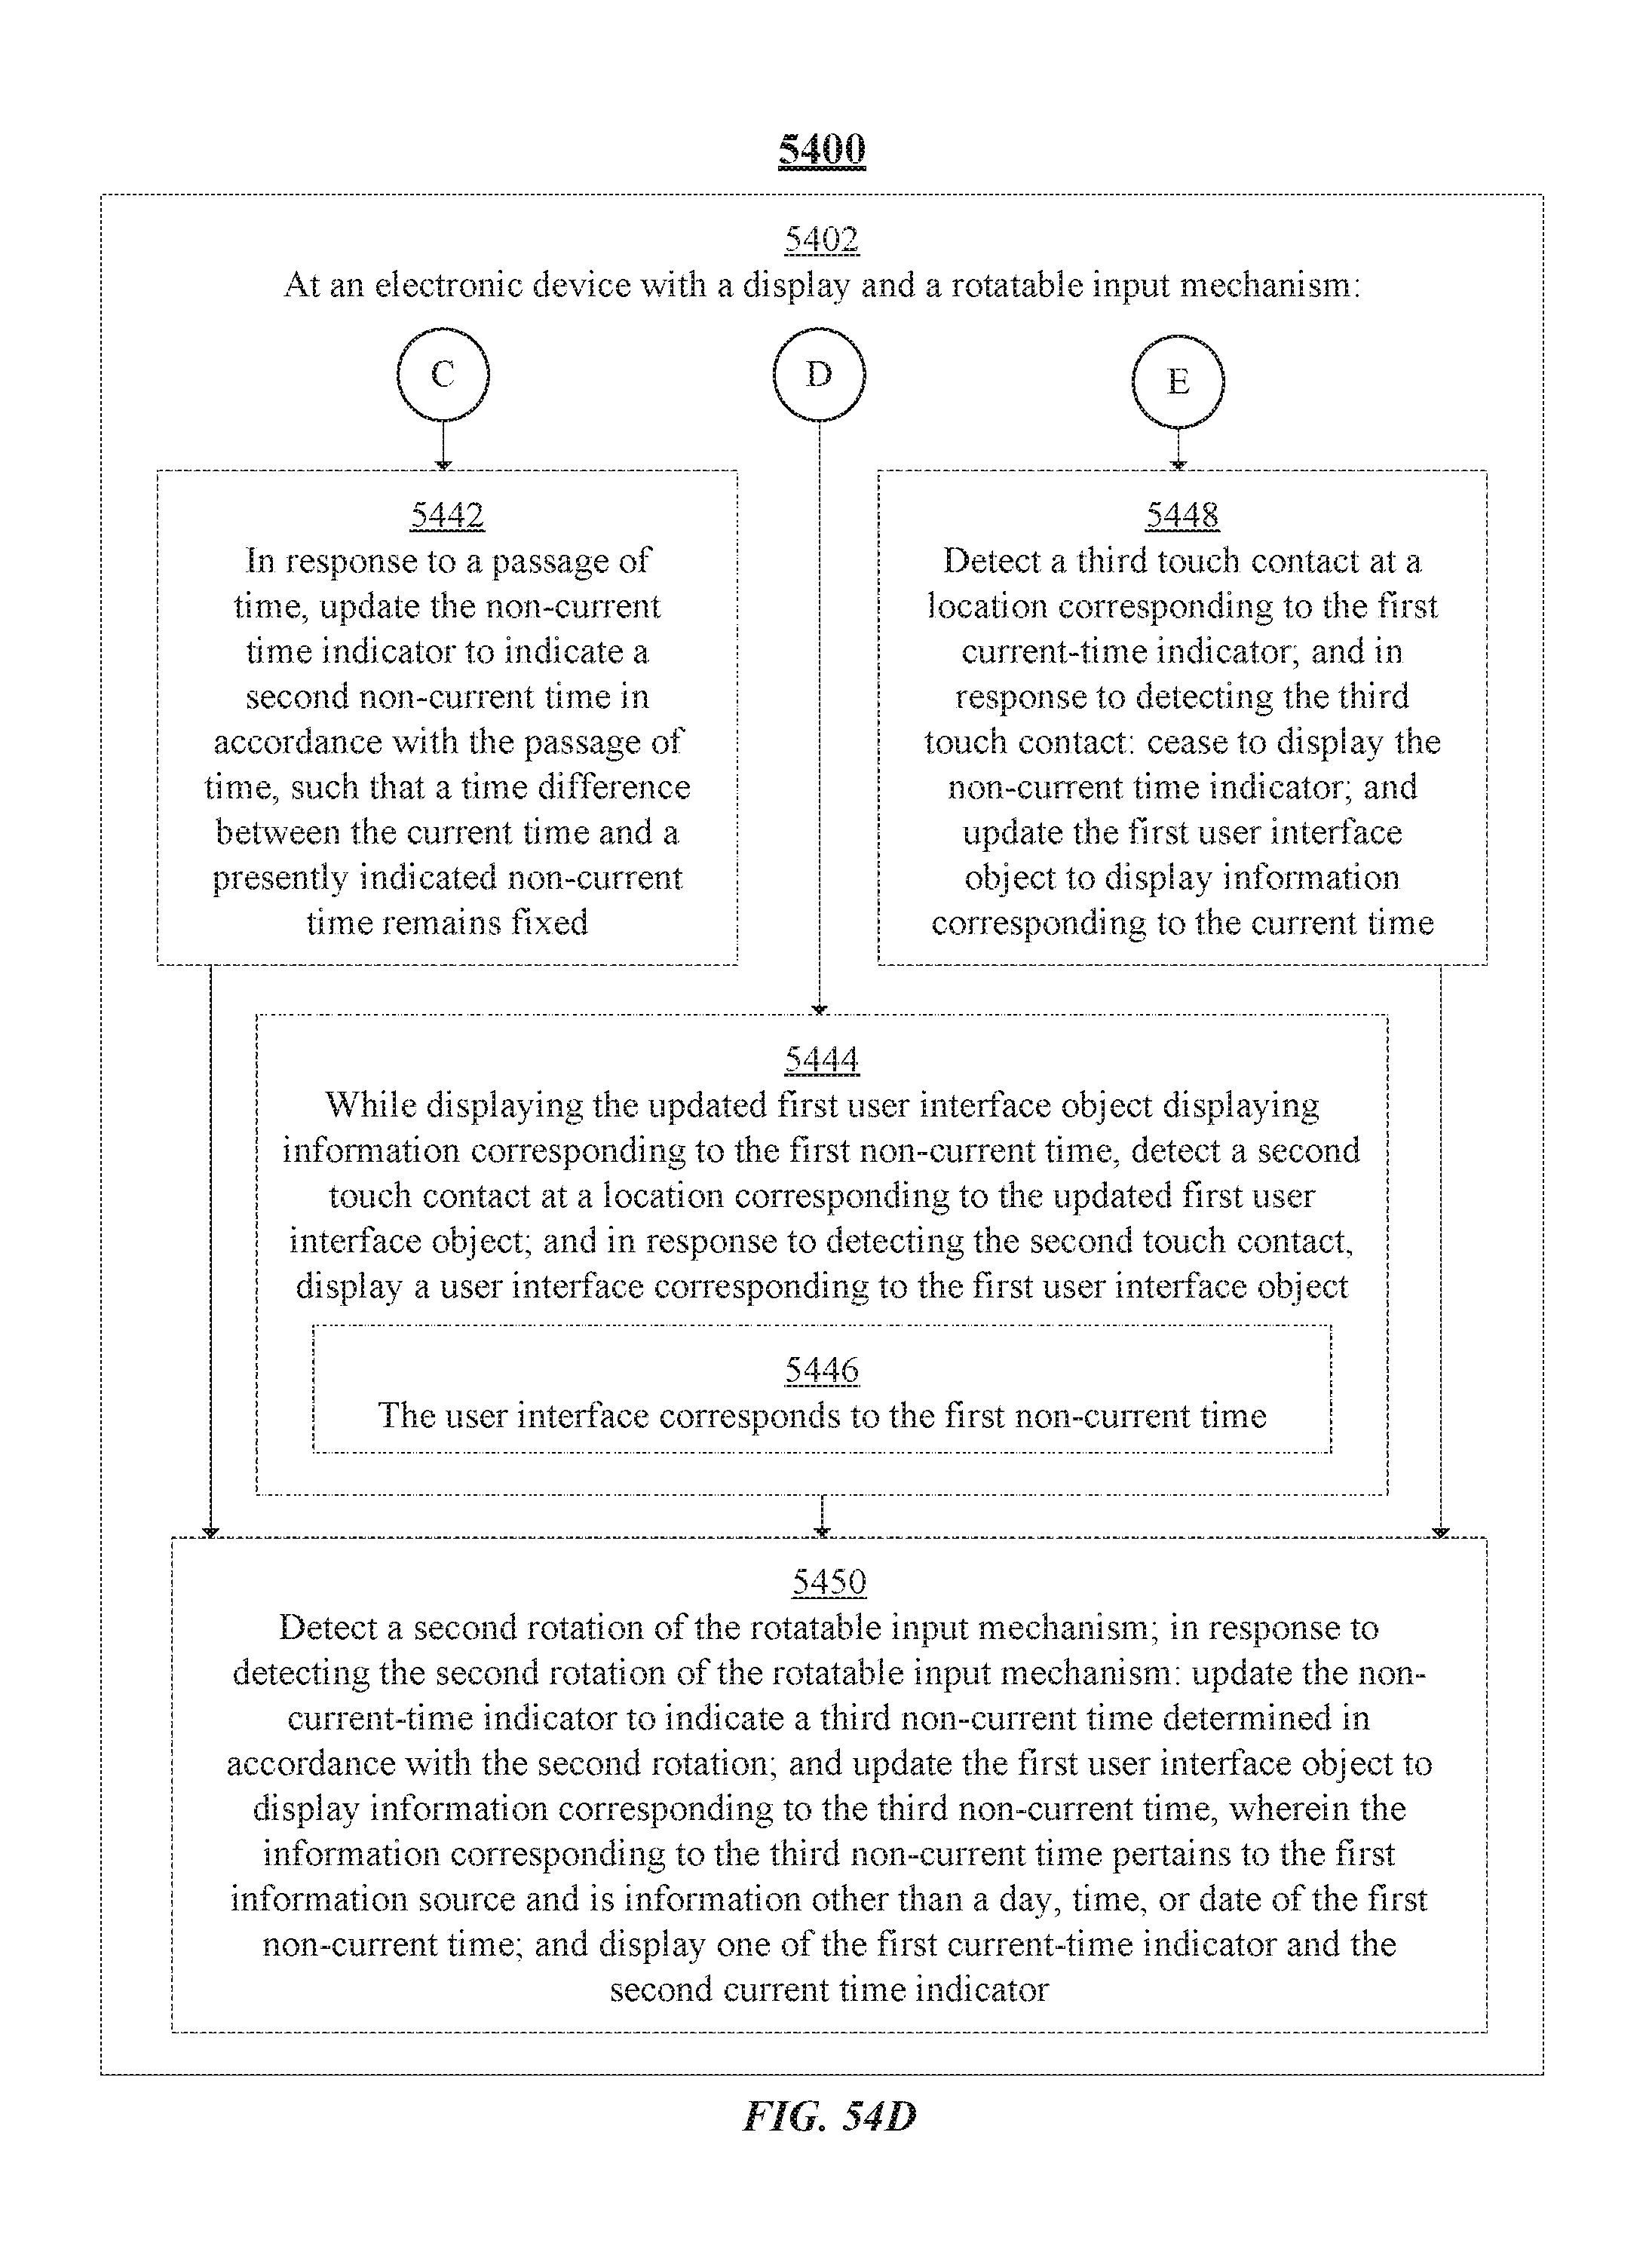 5400
5402
At an electronic device with a display and a rotatable input mechanism:
C
D
E
5442
In response to a passage of
time, update the non-current
time indicator to indicate a
second non-current time in
accordance with the passage of
time, such that a time difference
between the current time and a
presently indicated non-current
time remains fixed
5448
Detect a third touch contact at a
location corresponding to the first
current-time indicator; and in
response to detecting the third
touch contact: cease to display the
non-current time indicator; and
update the first user interface
object to display information
corresponding to the current time
5444
While displaying the updated first user interface object displaying
information corresponding to the first non-current time, detect a second
touch contact at a location corresponding to the updated first user
interface object; and in response to detecting the second touch contact,
display a user interface corresponding to the first user interface object
5446
The user interface corresponds to the first non-current time
5450
Detect a second rotation of the rotatable input mechanism; in response to
detecting the second rotation of the rotatable input mechanism: update the non-
current-time indicator to indicate a third non-current time determined in
accordance with the second rotation; and update the first user interface object to
display information corresponding to the third non-current time, wherein the
information corresponding to the third non-current time pertains to the first
information source and is information other than a day, time, or date of the first
non-current time; and display one of the first current-time indicator and the
second current time indicator
FIG. 54D